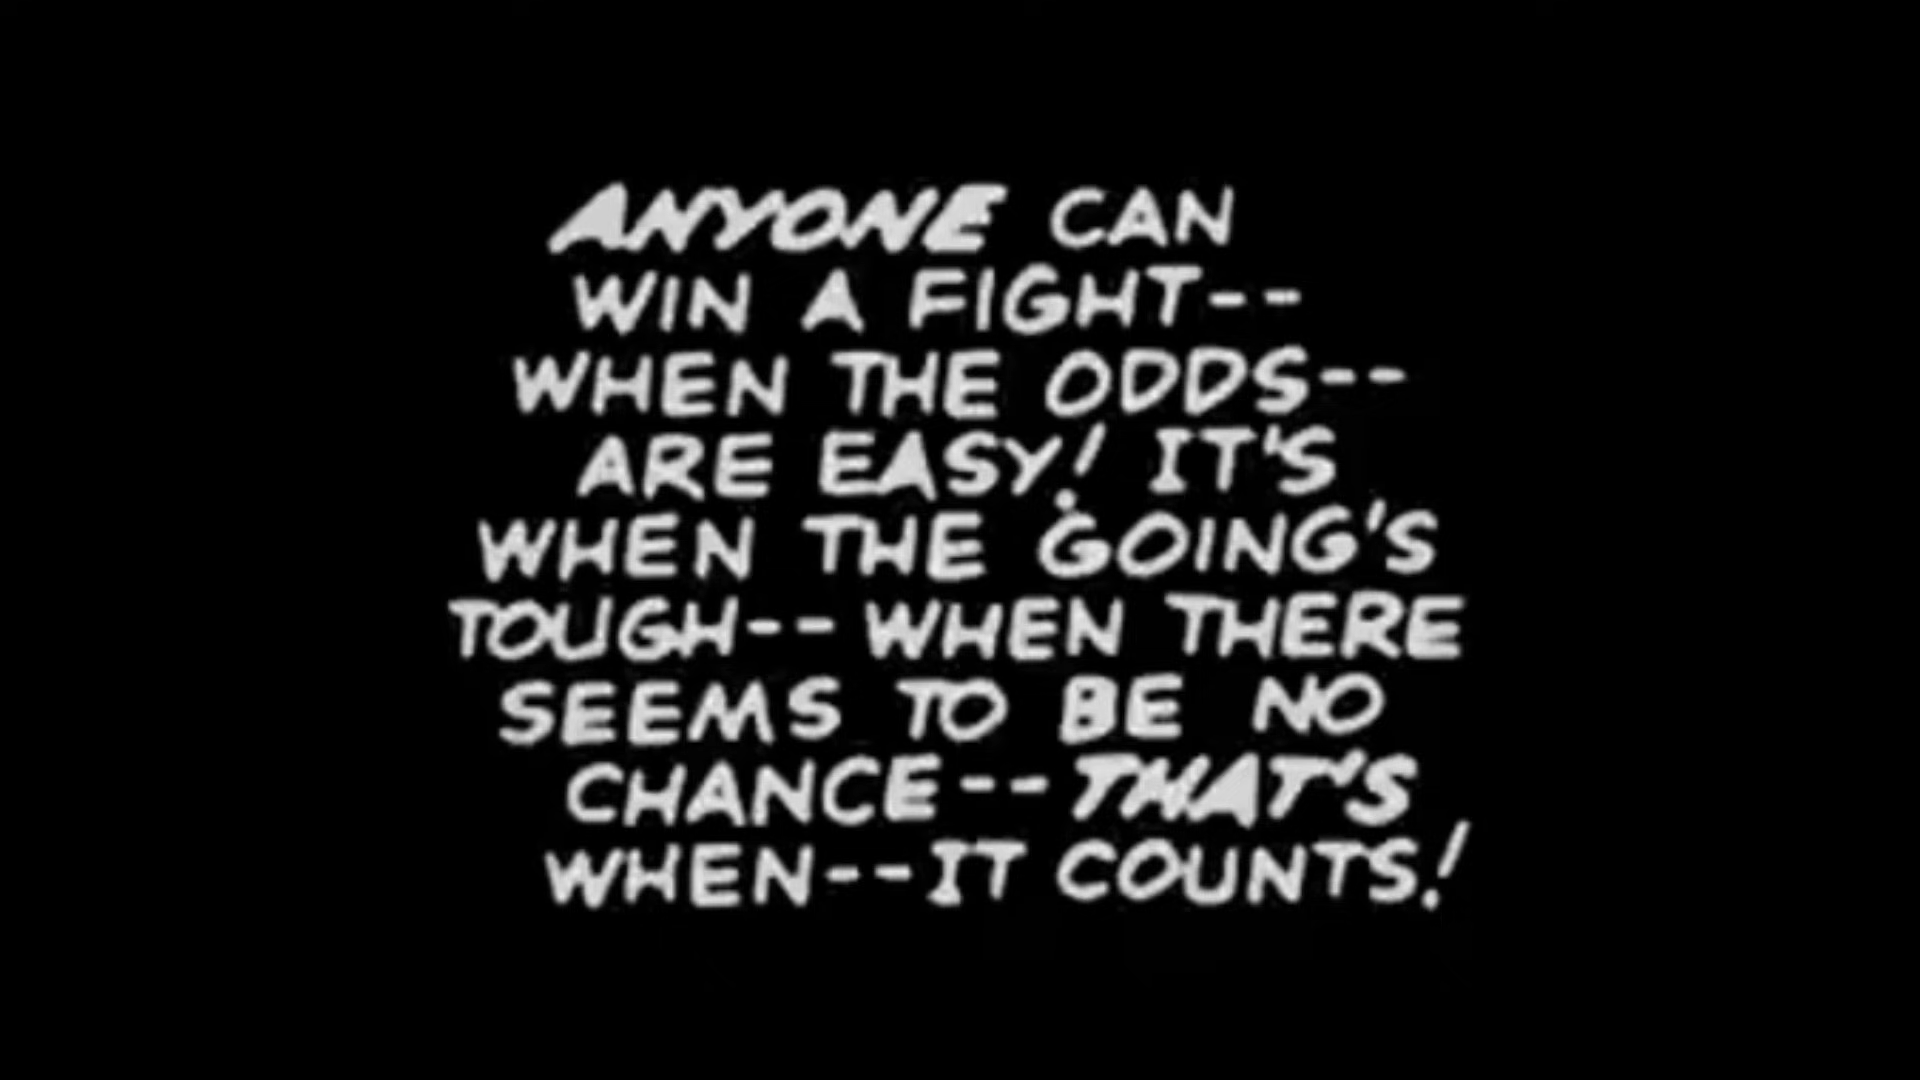 ANYONE CAN
WIN A FIGHT--
WHEN THE ODDS--
ARE EASY! IT'S
WHEN THE GOING'S
TOUGH--WHEN THERE
SEEMS TO BE NO
CHANCE--THAT'S
WHEN--IT COUNTS!